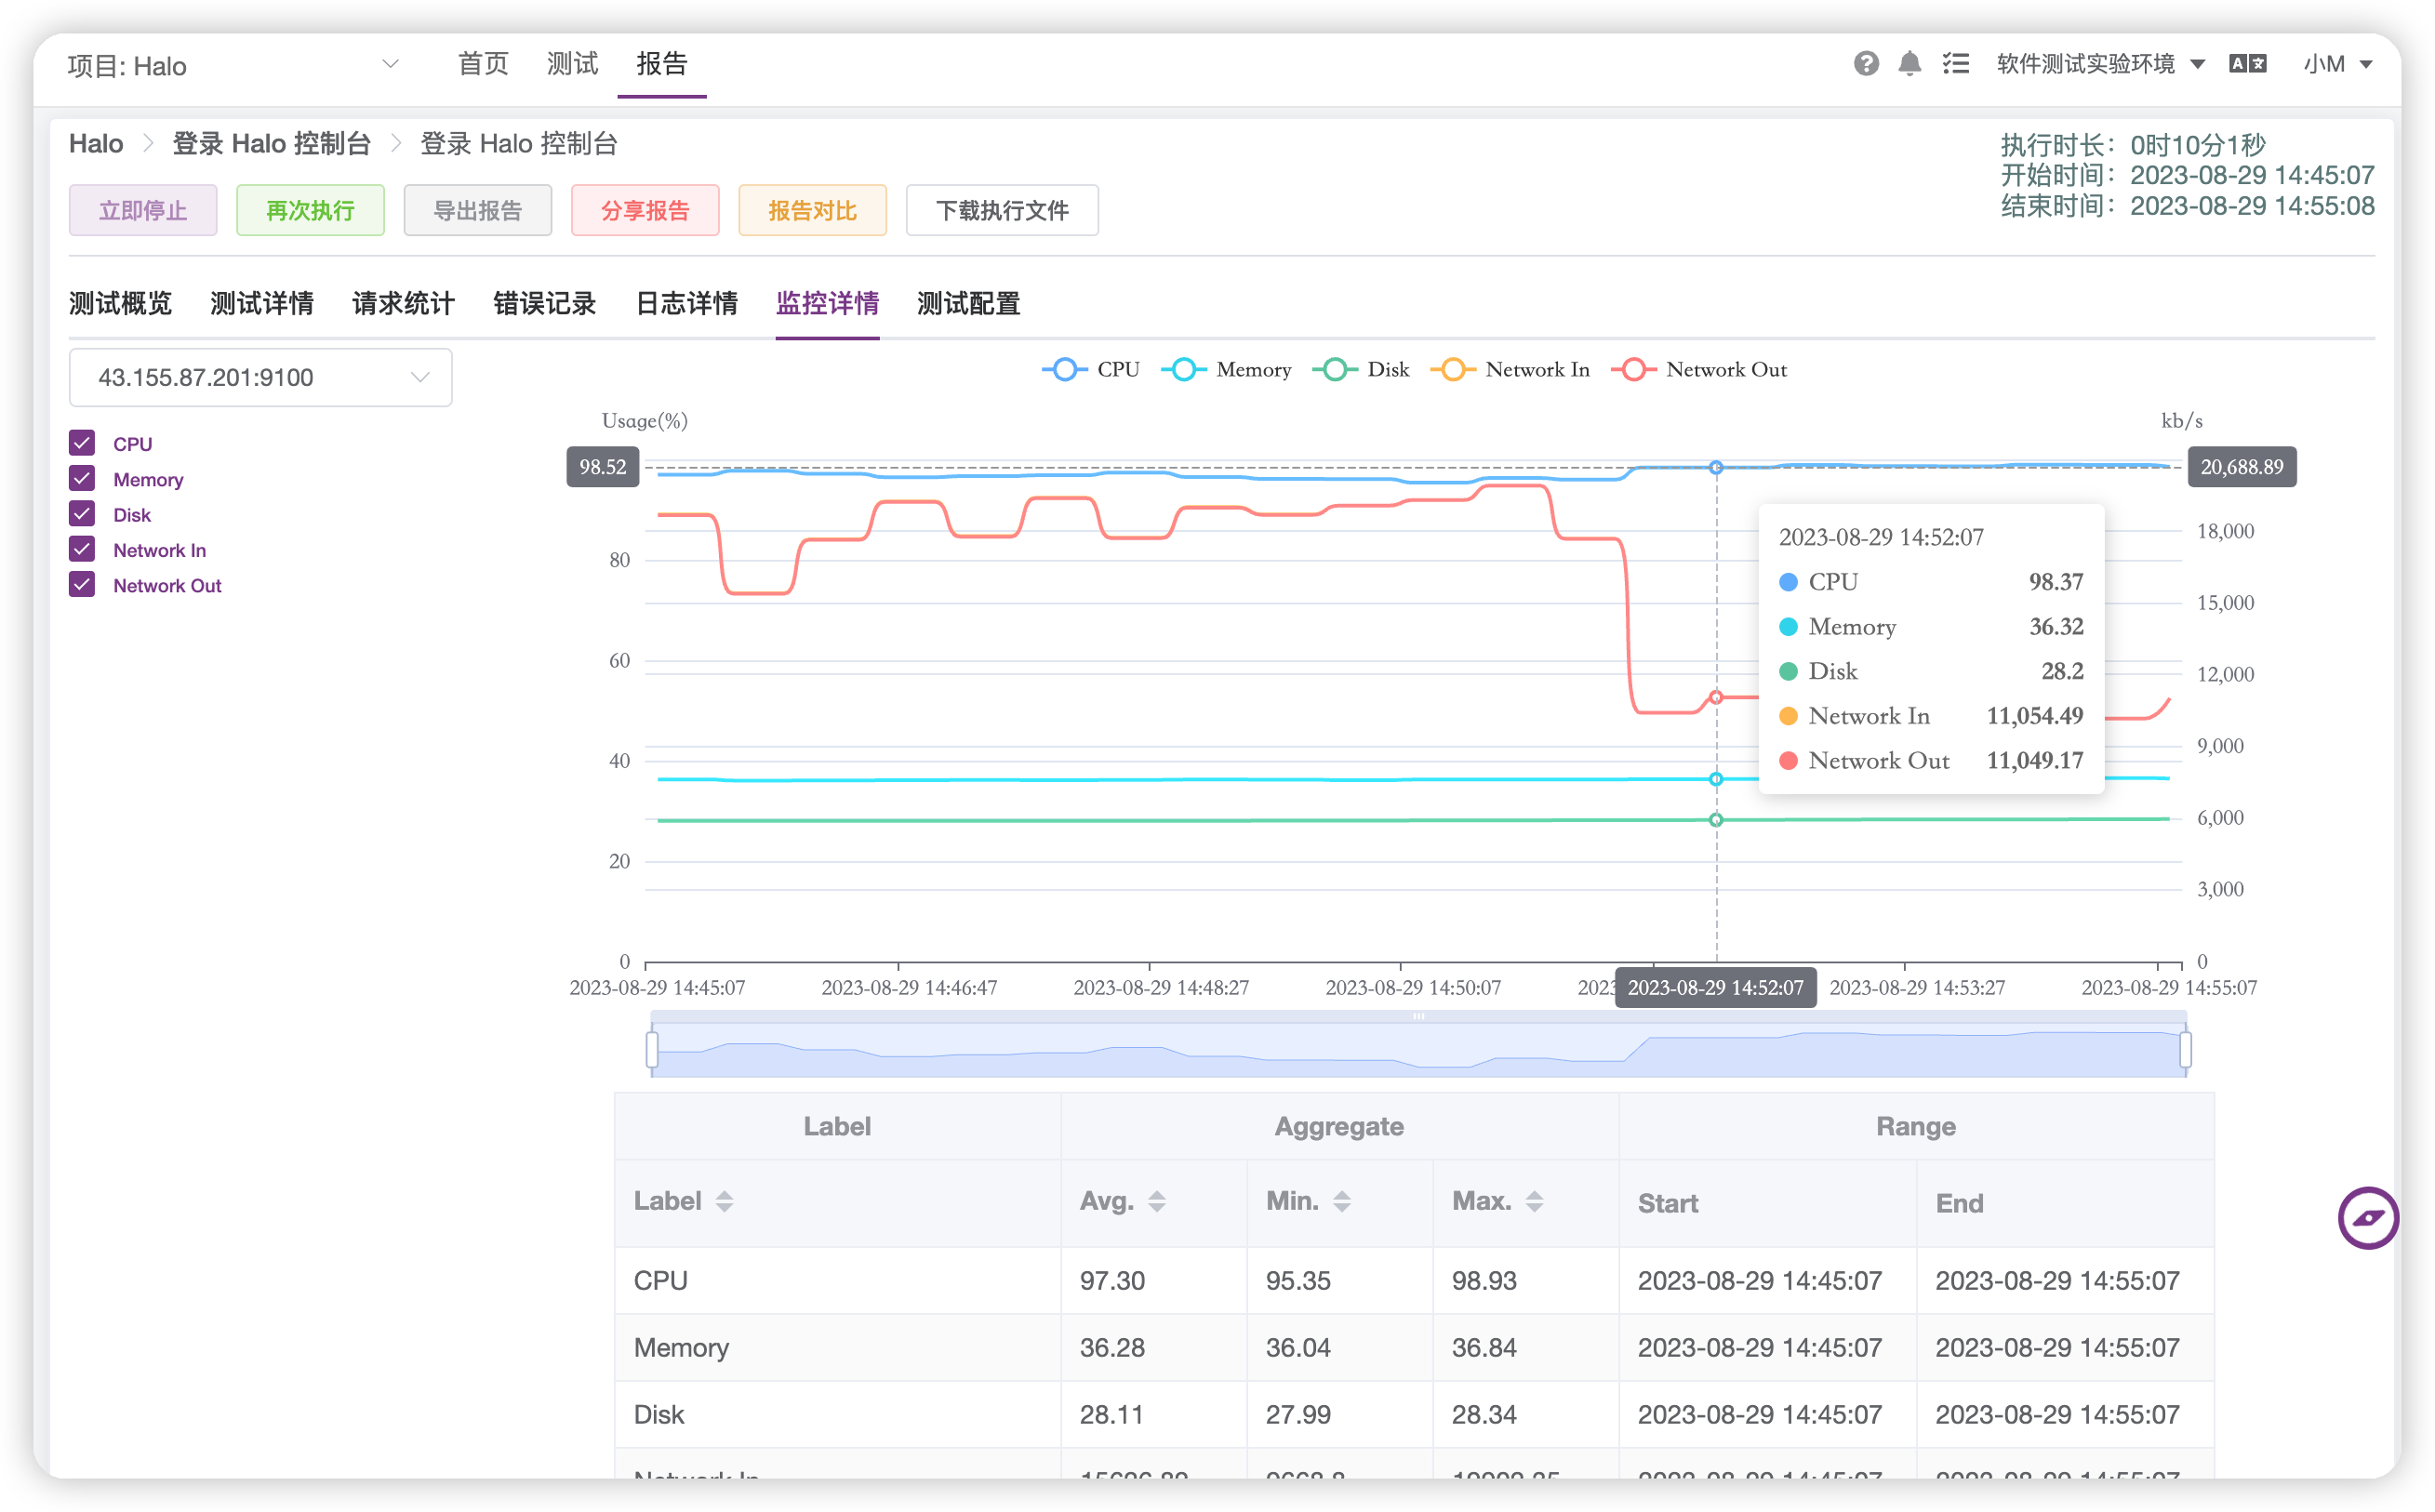 项目: Halo
首页 测试 报告
软件测试实验环境 小M
Halo 登录 Halo 控制台 登录 Halo 控制台
执行时长： 0时10分1秒
开始时间： 2023-08-29 14:45:07
结束时间： 2023-08-29 14:55:08
立即停止 再次执行 导出报告 分享报告 报告对比 下载执行文件
测试概览 测试详情 请求统计 错误记录 日志详情 监控详情 测试配置
43.155.87.201:9100
CPU
Memory
Disk
Network In
Network Out
CPU Memory Disk Network In Network Out
Usage(%) kb/s
98.52 20,688.89
80
60
40
20
0
18,000
15,000
12,000
9,000
6,000
3,000
0
2023-08-29 14:52:07
CPU 98.37
Memory 36.32
Disk 28.2
Network In 11,054.49
Network Out 11,049.17
2023-08-29 14:45:07 2023-08-29 14:46:47 2023-08-29 14:48:27 2023-08-29 14:50:07 2023-08-29 14:52:07 2023-08-29 14:53:27 2023-08-29 14:55:07
Label Aggregate Range
Label Avg. Min. Max. Start End
CPU 97.30 95.35 98.93 2023-08-29 14:45:07 2023-08-29 14:55:07
Memory 36.28 36.04 36.84 2023-08-29 14:45:07 2023-08-29 14:55:07
Disk 28.11 27.99 28.34 2023-08-29 14:45:07 2023-08-29 14:55:07
Network In